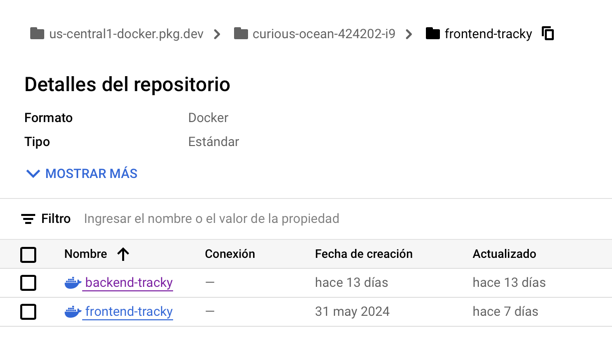 us-central1-docker.pkg.dev > curious-ocean-424202-i9 > frontend-tracky
Detalles del repositorio
Formato Docker
Tipo Estándar
MOSTRAR MÁS
Filtro Ingresar el nombre o el valor de la propiedad
Nombre ↑ Conexión Fecha de creación Actualizado
backend-tracky — hace 13 días hace 13 días
frontend-tracky — 31 may 2024 hace 7 días